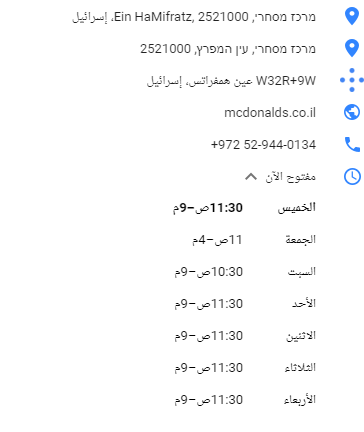 מרכז מסחרי, Ein HaMifratz, 2521000، إسرائيل
מרכז מסחרי, עין המפרץ, 2521000
W32R+9W عين همفراتس، إسرائيل
mcdonalds.co.il
+972 52-944-0134
مفتوح الآن
الخميس 11:30ص–9م
الجمعة 11ص–4م
السبت 10:30ص–9م
الأحد 11:30ص–9م
الاثنين 11:30ص–9م
الثلاثاء 11:30ص–9م
الأربعاء 11:30ص–9م